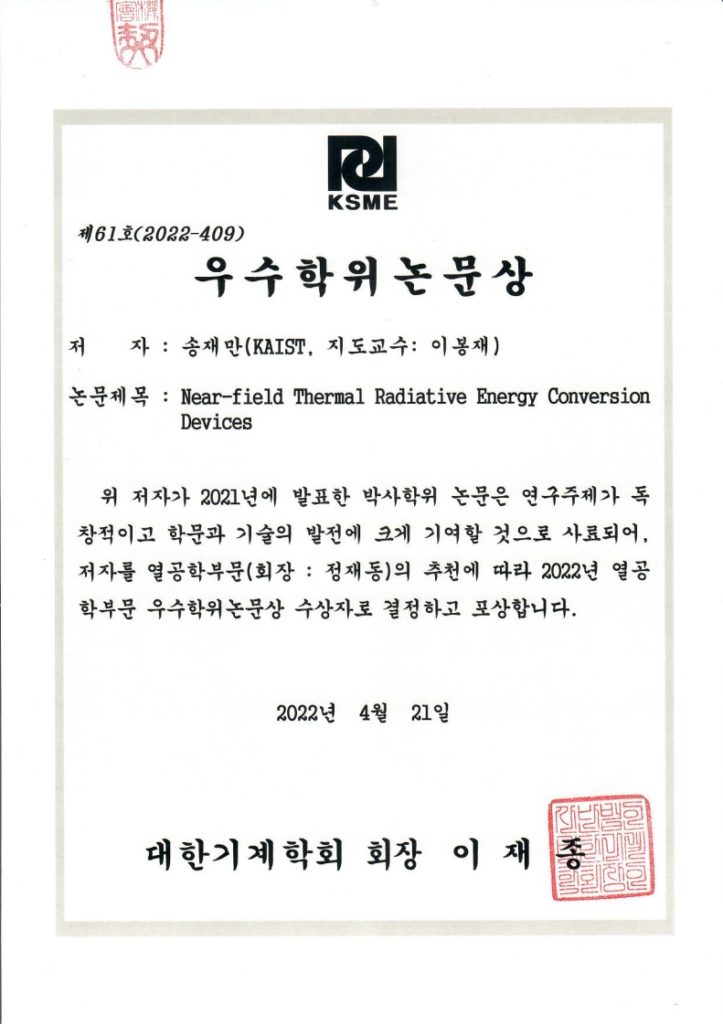 KSME
제61호(2022-409)
우수학위논문상
저 자 : 송재만(KAIST, 지도교수: 이봉재)
논문제목 : Near-field Thermal Radiative Energy Conversion
Devices
위 저자가 2021년에 발표한 박사학위 논문은 연구주제가 독
창적이고 학문과 기술의 발전에 크게 기여할 것으로 사료되어,
저자를 열공학부문(회장 : 정재동)의 추천에 따라 2022년 열공
학부문 우수학위논문상 수상자로 결정하고 포상합니다.
2022년 4월 21일
대한기계학회 회장 이 재 종